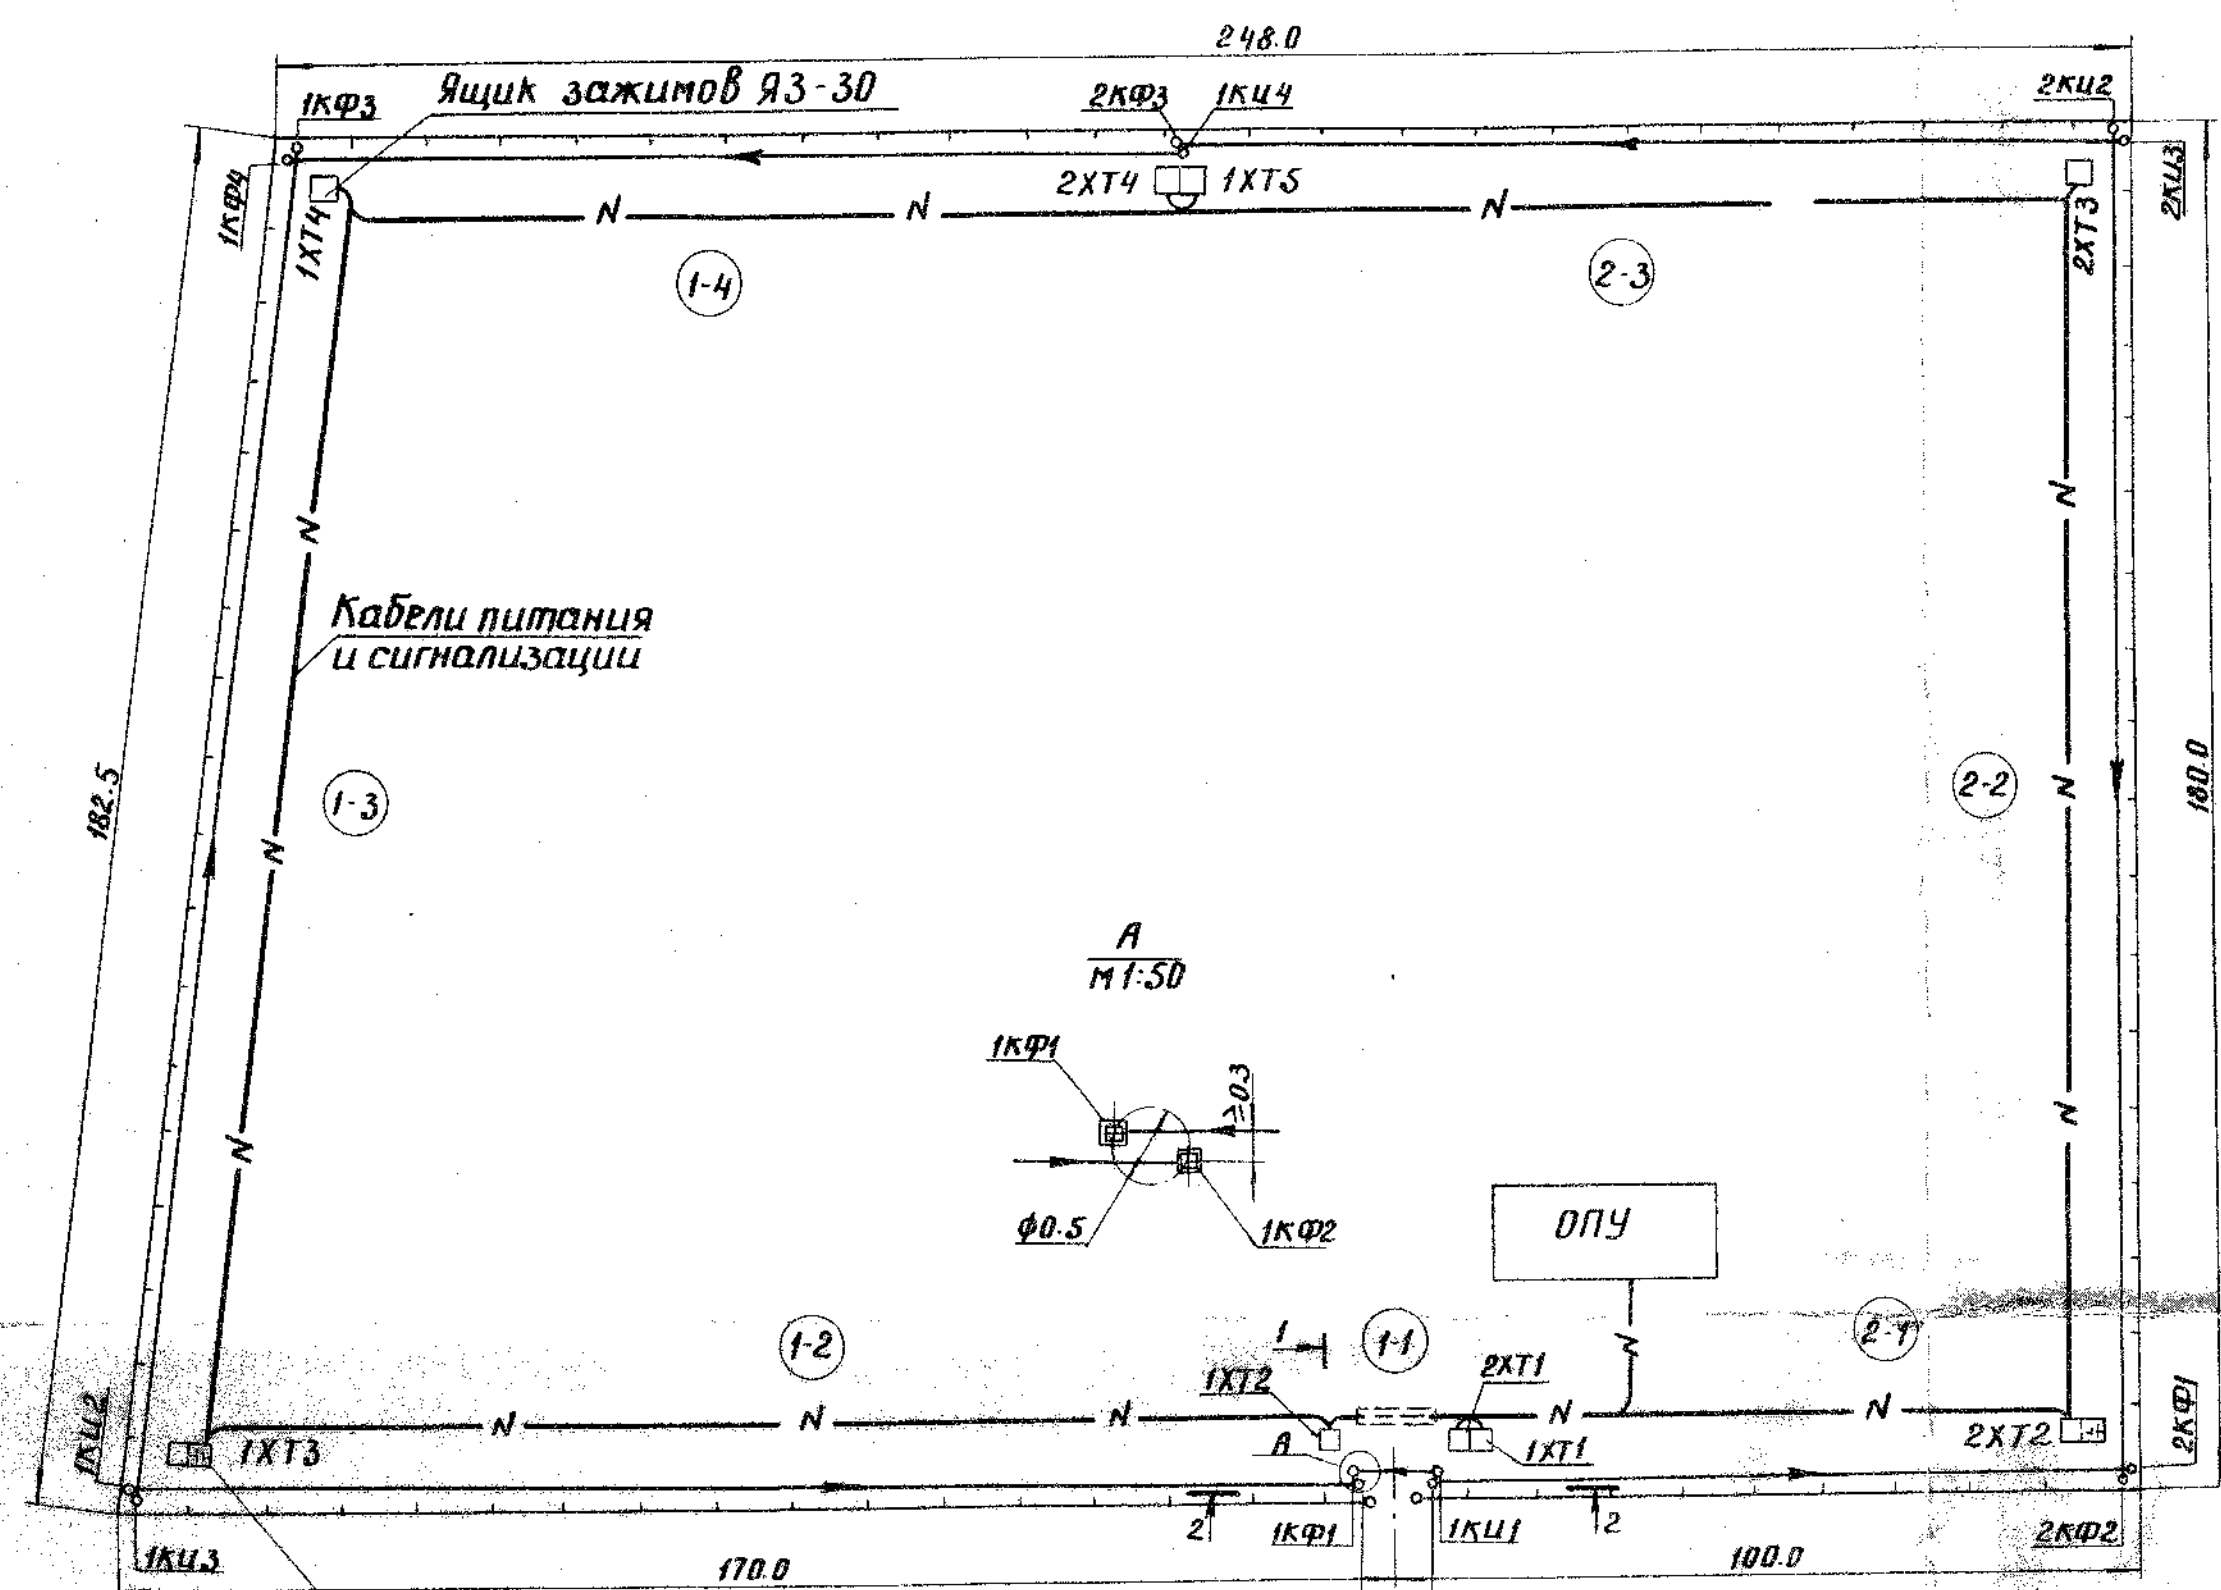 248.0
1КФ3
Ящик зажимов ЯЗ-30
2КФ3
1КЦ4
2КЦ2
1КФ4
1ХТ4
2ХТ4
1ХТ5
2ХТ3
2КЦ3
N
N
N
1-4
2-3
N
N
Кабели питания
и сигнализации
182.5
1-3
N
2-2
N
180.0
А
М 1:50
1КФ1
≥0.3
N
N
ф0.5
1КФ2
ОПУ
1-2
1
1-1
N
2-1
1ХТ2
2ХТ1
1КЦ2
N
N
N
N
N
2КФ1
1ХТ3
А
1ХТ1
2ХТ2
2
1КФ1
1КЦ1
2
2КФ2
1КЦ3
170.0
100.0